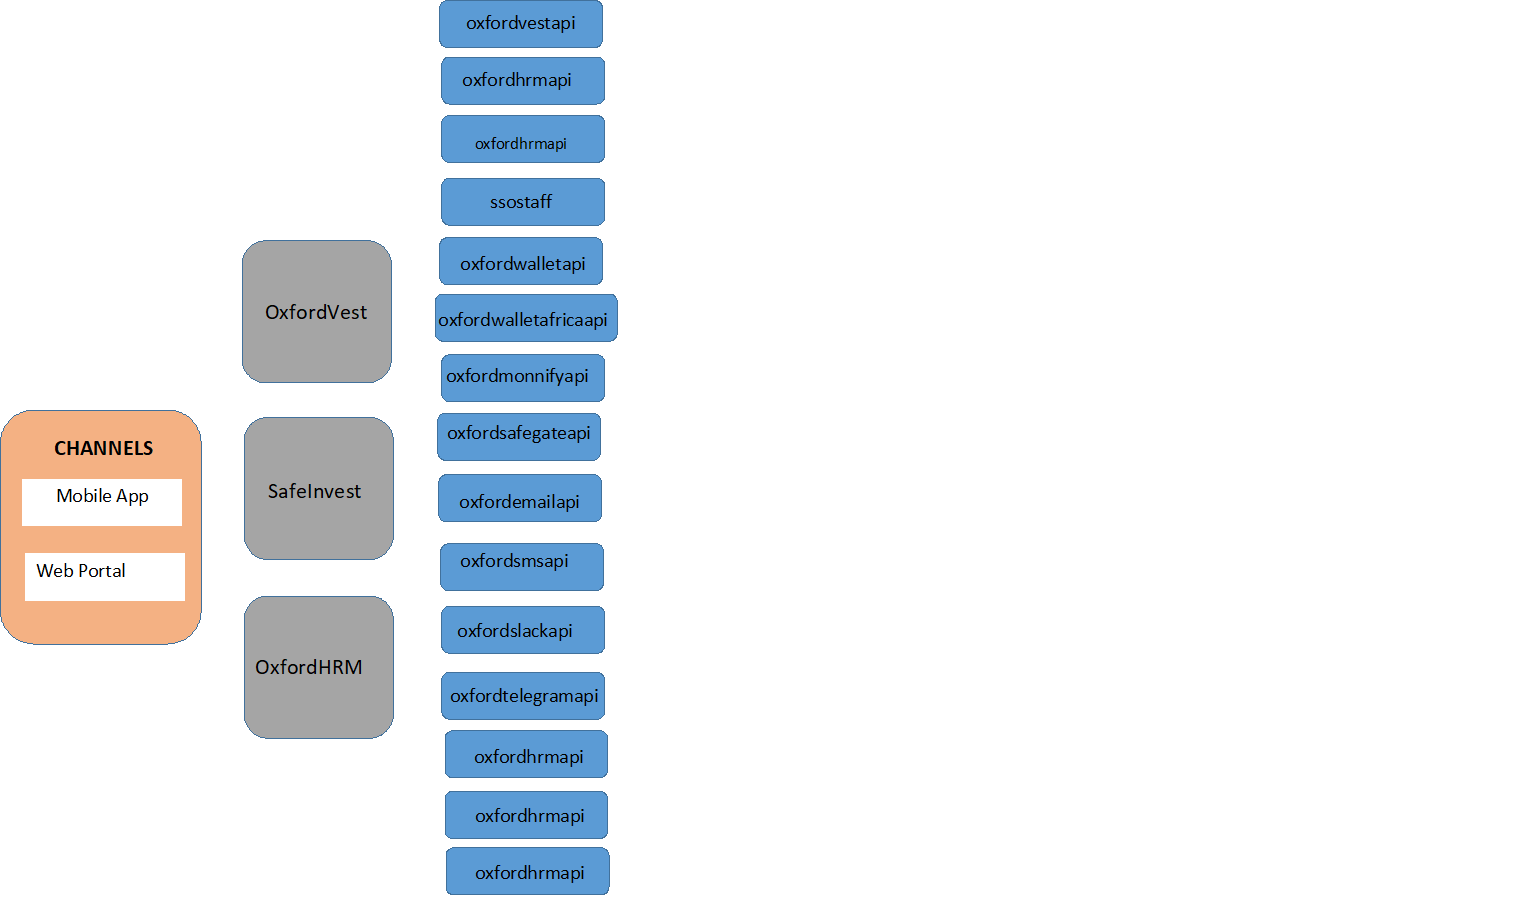 CHANNELS
Mobile App
Web Portal
OxfordVest
SafeInvest
OxfordHRM
oxfordvestapi
oxfordhrmapi
oxfordhrmapi
ssostaff
oxfordwalletapi
oxfordwalletafricaapi
oxfordmonnifyapi
oxfordsafegateapi
oxfordemailapi
oxfordsmsapi
oxfordslackapi
oxfordtelegramapi
oxfordhrmapi
oxfordhrmapi
oxfordhrmapi